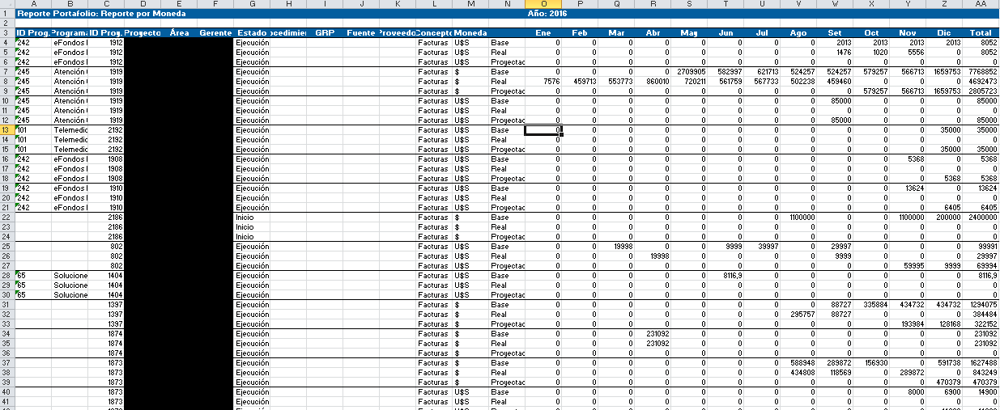 A B C D E F G H I J K L M N O P Q R S T U V W X Y Z AA
1 Reporte Portafolio: Reporte por Moneda Año: 2016
2
3 ID Prog. Programa ID Proy. Proyecto Área Gerente Estado ocedimien GRP Fuente Proveedo Concepto Moneda Ene Feb Mar Abr May Jun Jul Ago Set Oct Nov Dic Total
4 242 eFondos 1912 Ejecución Facturas U$S Base 0 0 0 0 0 0 0 0 2013 2013 2013 2013 8052
5 242 eFondos 1912 Ejecución Facturas U$S Real 0 0 0 0 0 0 0 0 1476 1020 5556 0 8052
6 242 eFondos 1912 Ejecución Facturas U$S Proyectac 0 0 0 0 0 0 0 0 0 0 0 0 0
7 245 Atención 1919 Ejecución Facturas $ Base 0 0 0 0 2709905 582997 621713 524257 524257 579257 566713 1659753 7768852
8 245 Atención 1919 Ejecución Facturas $ Real 7576 459713 553773 860010 720211 561759 567733 502238 459460 0 0 0 4692473
9 245 Atención 1919 Ejecución Facturas $ Proyectac 0 0 0 0 0 0 0 0 0 579257 566713 1659753 2805723
10 245 Atención 1919 Ejecución Facturas U$S Base 0 0 0 0 0 0 0 0 85000 0 0 0 85000
11 245 Atención 1919 Ejecución Facturas U$S Real 0 0 0 0 0 0 0 0 0 0 0 0 0
12 245 Atención 1919 Ejecución Facturas U$S Proyectac 0 0 0 0 0 0 0 0 85000 0 0 0 85000
13 101 Telemedic 2192 Ejecución Facturas U$S Base 0 0 0 0 0 0 0 0 0 0 0 35000 35000
14 101 Telemedic 2192 Ejecución Facturas U$S Real 0 0 0 0 0 0 0 0 0 0 0 0 0
15 101 Telemedic 2192 Ejecución Facturas U$S Proyectac 0 0 0 0 0 0 0 0 0 0 0 35000 35000
16 242 eFondos 1908 Ejecución Facturas U$S Base 0 0 0 0 0 0 0 0 0 0 5368 0 5368
17 242 eFondos 1908 Ejecución Facturas U$S Real 0 0 0 0 0 0 0 0 0 0 0 0 0
18 242 eFondos 1908 Ejecución Facturas U$S Proyectac 0 0 0 0 0 0 0 0 0 0 0 5368 5368
19 242 eFondos 1910 Ejecución Facturas U$S Base 0 0 0 0 0 0 0 0 0 0 13624 0 13624
20 242 eFondos 1910 Ejecución Facturas U$S Real 0 0 0 0 0 0 0 0 0 0 0 0 0
21 242 eFondos 1910 Ejecución Facturas U$S Proyectac 0 0 0 0 0 0 0 0 0 0 0 6405 6405
22 2186 Inicio Facturas $ Base 0 0 0 0 0 0 0 1100000 0 0 1100000 200000 2400000
23 2186 Inicio Facturas $ Real 0 0 0 0 0 0 0 0 0 0 0 0 0
24 2186 Inicio Facturas $ Proyectac 0 0 0 0 0 0 0 0 0 0 0 0 0
25 802 Ejecución Facturas U$S Base 0 0 19998 0 0 9999 39997 0 29997 0 0 0 99991
26 802 Ejecución Facturas U$S Real 0 0 0 19998 0 0 0 0 9999 0 0 0 29997
27 802 Ejecución Facturas U$S Proyectac 0 0 0 0 0 0 0 0 0 0 59995 9999 69994
28 65 Solucione 1404 Ejecución Facturas U$S Base 0 0 0 0 0 8116,9 0 0 0 0 0 0 8116,9
29 65 Solucione 1404 Ejecución Facturas U$S Real 0 0 0 0 0 0 0 0 0 0 0 0 0
30 65 Solucione 1404 Ejecución Facturas U$S Proyectac 0 0 0 0 0 0 0 0 0 0 0 0 0
31 1397 Ejecución Facturas $ Base 0 0 0 0 0 0 0 0 88727 335884 434732 434732 1294075
32 1397 Ejecución Facturas $ Real 0 0 0 0 0 0 0 295757 88727 0 0 0 384484
33 1397 Ejecución Facturas $ Proyectac 0 0 0 0 0 0 0 0 0 0 193984 128168 322152
34 1874 Ejecución Facturas $ Base 0 0 0 231092 0 0 0 0 0 0 0 0 231092
35 1874 Ejecución Facturas $ Real 0 0 0 231092 0 0 0 0 0 0 0 0 231092
36 1874 Ejecución Facturas $ Proyectac 0 0 0 0 0 0 0 0 0 0 0 0 0
37 1873 Ejecución Facturas $ Base 0 0 0 0 0 0 0 588948 289872 156930 0 591738 1627488
38 1873 Ejecución Facturas $ Real 0 0 0 0 0 0 0 434808 118569 0 289872 0 843249
39 1873 Ejecución Facturas $ Proyectac 0 0 0 0 0 0 0 0 0 0 0 470379 470379
40 1873 Ejecución Facturas U$S Base 0 0 0 0 0 0 0 0 0 0 8000 6900 14900
41 1873 Ejecución Facturas U$S Real 0 0 0 0 0 0 0 0 0 0 0 0 0